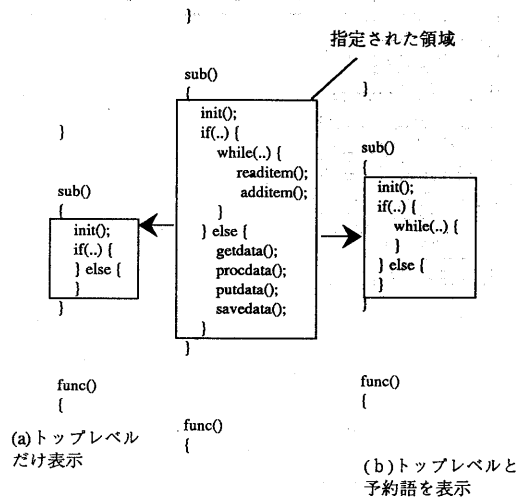 }
指定された領域
sub()
{
init();
if(..) {
while(..) {
readitem();
additem();
}
} else {
getdata();
procdata();
putdata();
savedata();
}
}
func()
{
}
sub()
{
init();
if(..) {
} else {
}
}
func()
{
(a)トップレベル
だけ表示
}
sub()
{
init();
if(..) {
while(..) {
}
} else {
}
}
func()
{
(b)トップレベルと
予約語を表示